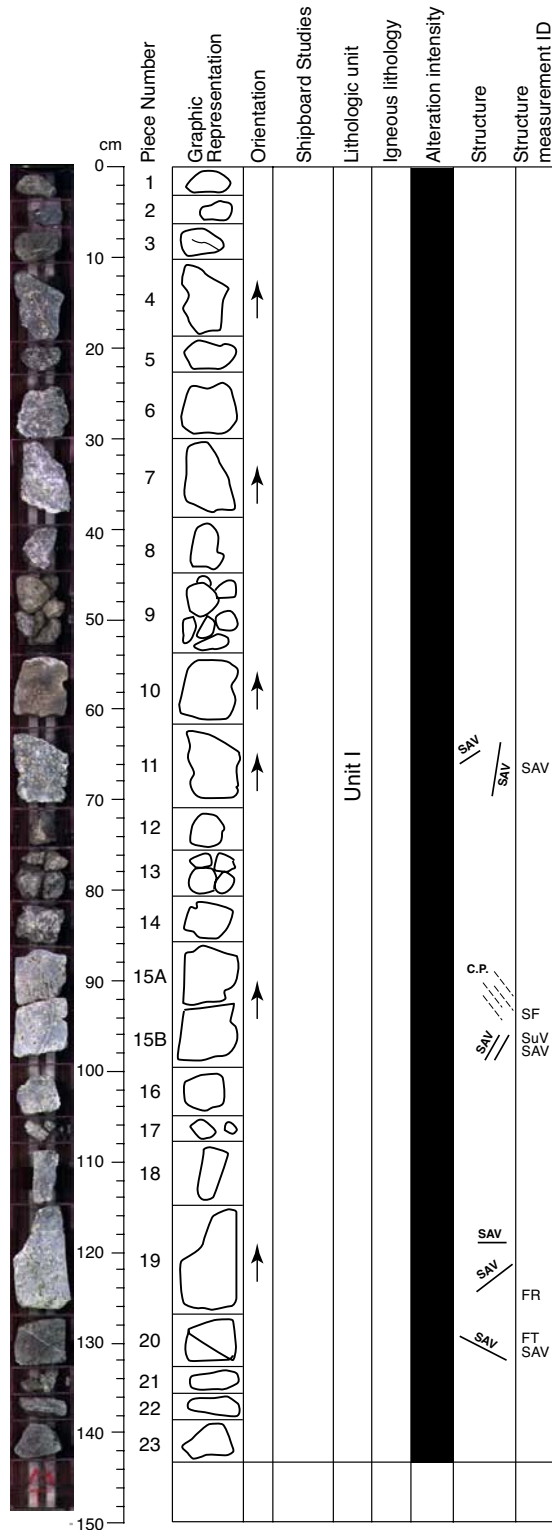 cm
Piece Number
Graphic
Representation
Orientation
Shipboard Studies
Lithologic unit
Igneous lithology
Alteration intensity
Structure
Structure
measurement ID
0
1
2
3
10
4
20
5
6
30
7
40
8
9
50
10
60
11
Unit I
SAV
SAV
SAV
70
12
13
80
14
15A
90
C.P.
SF
15B
SAV
SuV
SAV
100
16
17
110
18
SAV
120
19
SAV
FR
130
20
SAV
FT
SAV
21
22
140
23
150